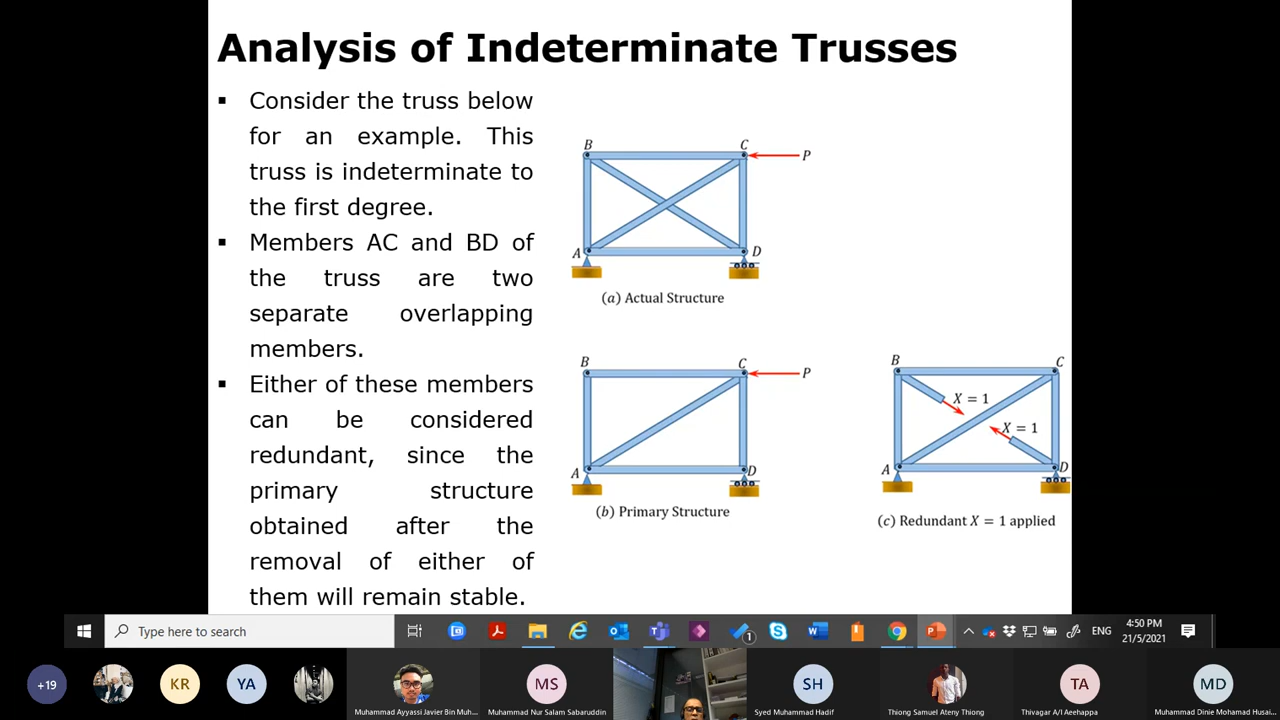 Analysis of Indeterminate Trusses
▪ Consider the truss below
for an example. This
truss is indeterminate to
the first degree.
▪ Members AC and BD of
the truss are two
separate overlapping
members.
▪ Either of these members
can be considered
redundant, since the
primary structure
obtained after the
removal of either of
them will remain stable.
B C P
A D
(a) Actual Structure
B C P
A D
(b) Primary Structure
B C
X = 1
X = 1
A D
(c) Redundant X = 1 applied
Type here to search
1
ENG
4:50 PM
21/5/2021
+19
KR
YA
MS
SH
TA
MD
Muhammad Ayyassi Javier Bin Muh...
Muhammad Nur Salam Sabaruddin
Syed Muhammad Hadif
Thiong Samuel Ateny Thiong
Thivagar A/l Aeehappa
Muhammad Dinie Mohamad Husai...